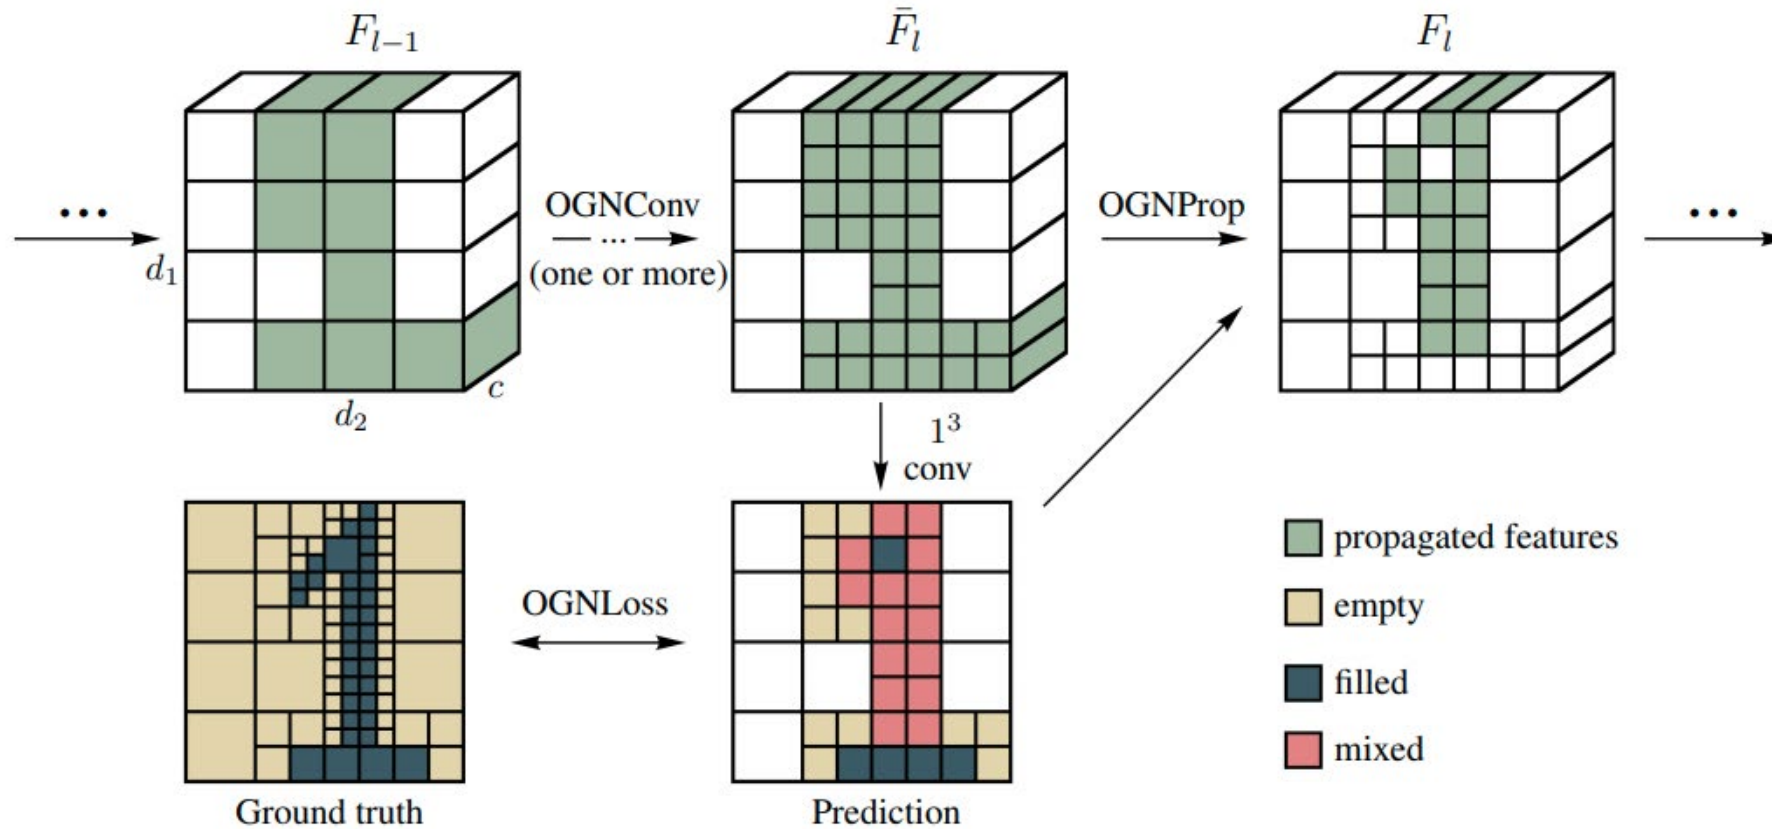 F_{l-1}
F̄_l
F_l
...
OGNConv
...
(one or more)
OGNProp
...
d_1
c
d_2
1^3
conv
propagated features
empty
OGNLoss
filled
mixed
Ground truth
Prediction